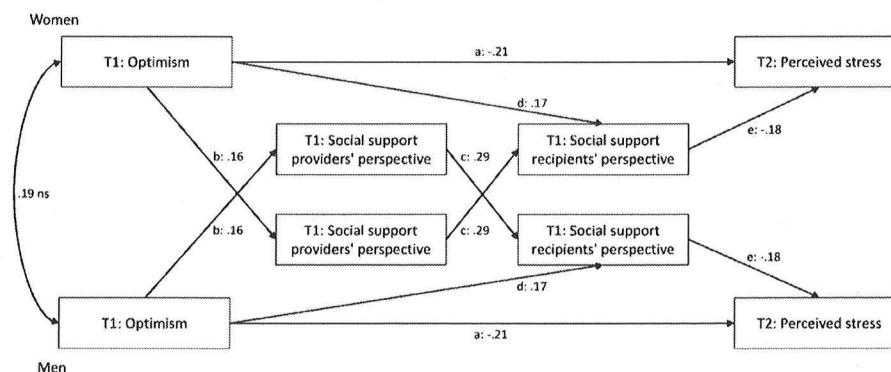 Women
T1: Optimism
a: -.21
T2: Perceived stress
d: .17
T1: Social support
providers' perspective
T1: Social support
recipients' perspective
e: -.18
b: .16
c: .29
.19 ns
b: .16
c: .29
T1: Social support
providers' perspective
T1: Social support
recipients' perspective
e: -.18
d: .17
T1: Optimism
a: -.21
T2: Perceived stress
Men